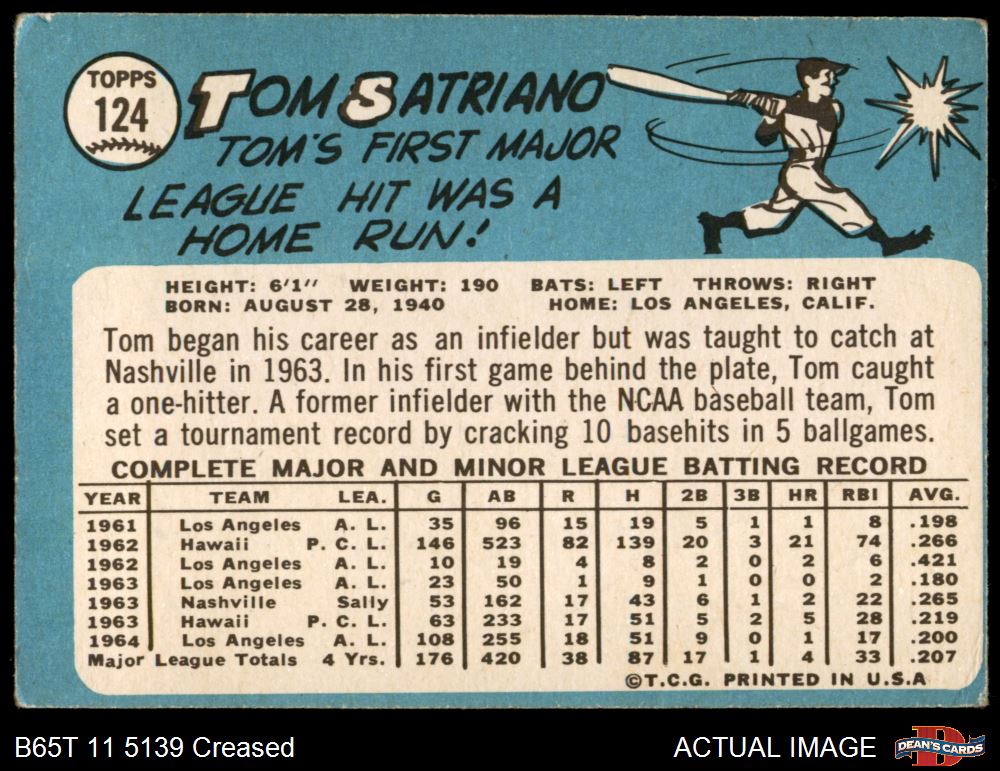 TOPPS
124
TOM SATRIANO
TOM'S FIRST MAJOR
LEAGUE HIT WAS A
HOME RUN!
HEIGHT: 6'1" WEIGHT: 190 BATS: LEFT THROWS: RIGHT
BORN: AUGUST 28, 1940 HOME: LOS ANGELES, CALIF.
Tom began his career as an infielder but was taught to catch at
Nashville in 1963. In his first game behind the plate, Tom caught
a one-hitter. A former infielder with the NCAA baseball team, Tom
set a tournament record by cracking 10 basehits in 5 ballgames.
COMPLETE MAJOR AND MINOR LEAGUE BATTING RECORD
YEAR TEAM LEA. G AB R H 2B 3B HR RBI AVG.
1961 Los Angeles A. L. 35 96 15 19 5 1 1 8 .198
1962 Hawaii P. C. L. 146 523 82 139 20 3 21 74 .266
1962 Los Angeles A. L. 10 19 4 8 2 0 2 6 .421
1963 Los Angeles A. L. 23 50 1 9 1 0 0 2 .180
1963 Nashville Sally 53 162 17 43 6 1 2 22 .265
1963 Hawaii P. C. L. 63 233 17 51 5 2 5 28 .219
1964 Los Angeles A. L. 108 255 18 51 9 0 1 17 .200
Major League Totals 4 Yrs. 176 420 38 87 17 1 4 33 .207
©T.C.G. PRINTED IN U.S.A
B65T 11 5139 Creased ACTUAL IMAGE DEAN'S CARDS